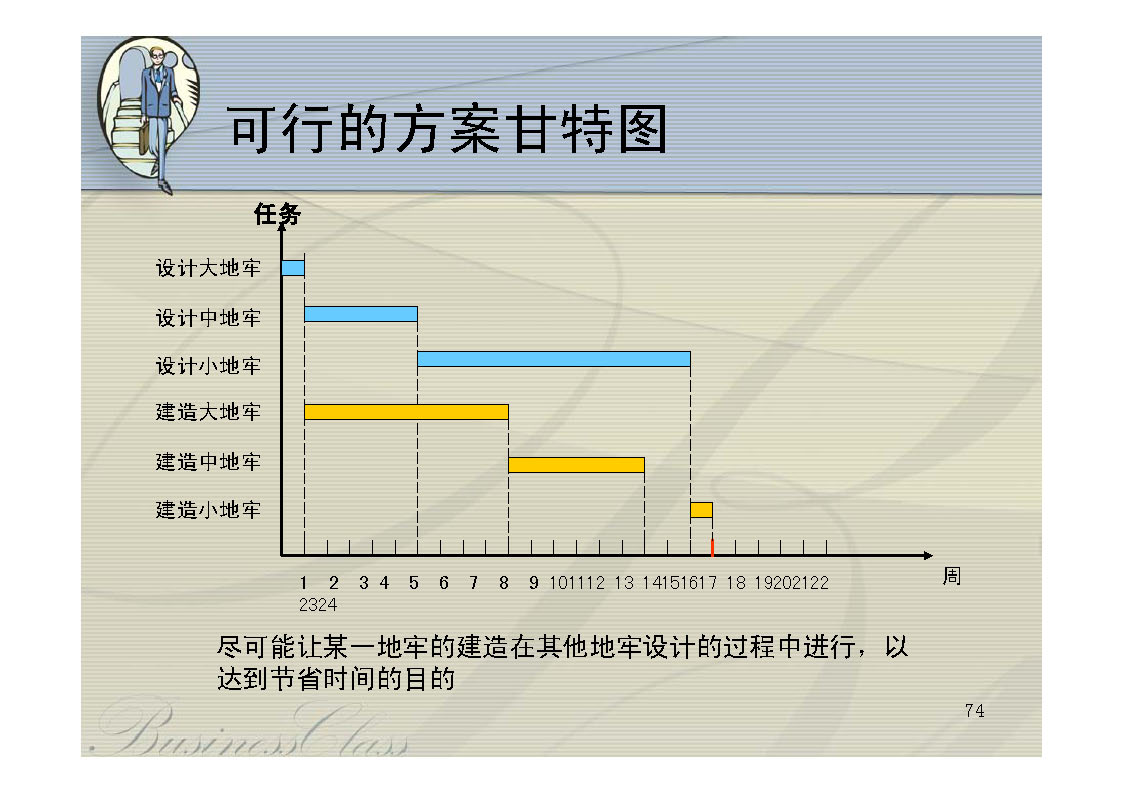 可行的方案甘特图
任务
设计大地牢
设计中地牢
设计小地牢
建造大地牢
建造中地牢
建造小地牢
1 2 3 4 5 6 7 8 9 101112 13 14151617 18 19202122
2324
周
尽可能让某一地牢的建造在其他地牢设计的过程中进行，以
达到节省时间的目的
74
BusinessClass